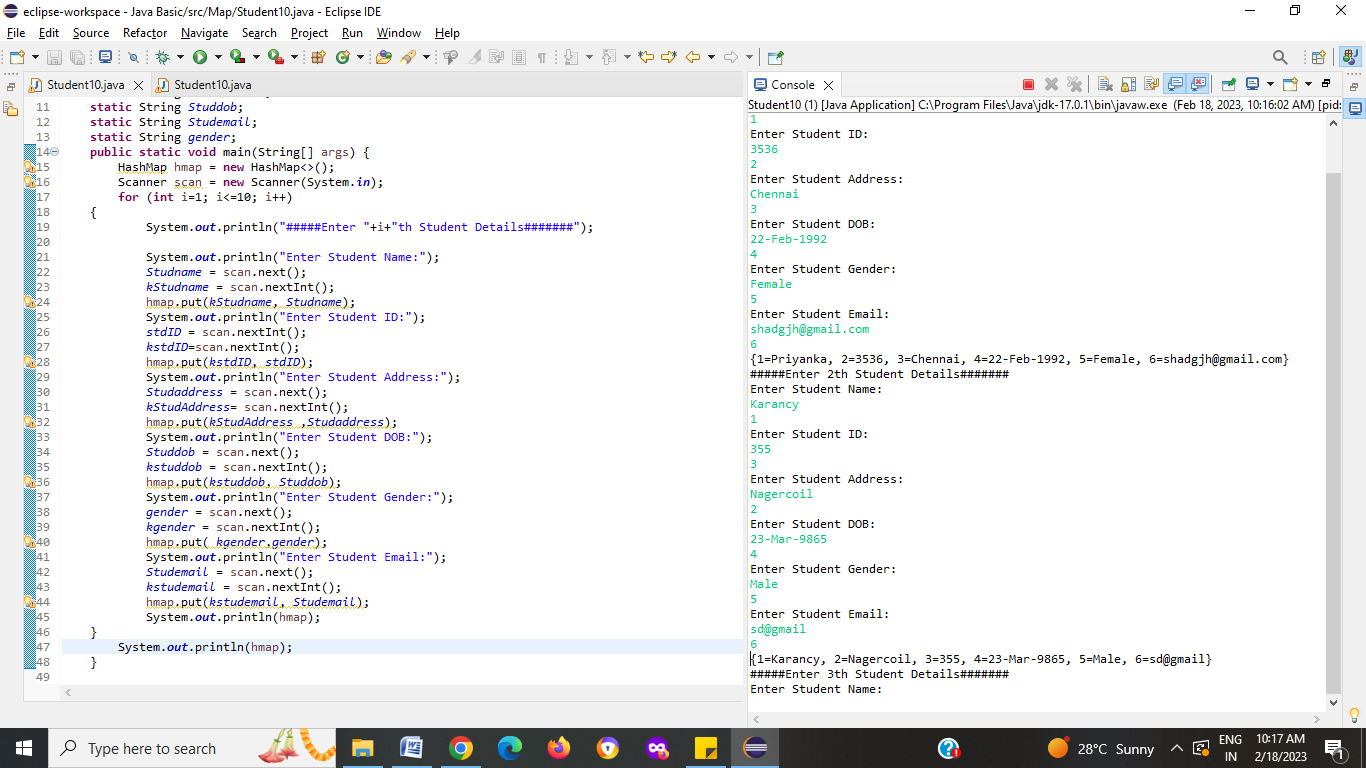 eclipse-workspace - Java Basic/src/Map/Student10.java - Eclipse IDE
File Edit Source Refactor Navigate Search Project Run Window Help
Student10.java Student10.java
11 static String Studdob;
12 static String Studemail;
13 static String gender;
14 public static void main(String[] args) {
15 HashMap hmap = new HashMap<>();
16 Scanner scan = new Scanner(System.in);
17 for (int i=1; i<=10; i++)
18 {
19 System.out.println("#####Enter "+i+"th Student Details#######");
20
21 System.out.println("Enter Student Name:");
22 Studname = scan.next();
23 kStudname = scan.nextInt();
24 hmap.put(kStudname, Studname);
25 System.out.println("Enter Student ID:");
26 stdID = scan.nextInt();
27 kstdID=scan.nextInt();
28 hmap.put(kstdID, stdID);
29 System.out.println("Enter Student Address:");
30 Studaddress = scan.next();
31 kStudAddress= scan.nextInt();
32 hmap.put(kStudAddress ,Studaddress);
33 System.out.println("Enter Student DOB:");
34 Studdob = scan.next();
35 kstuddob = scan.nextInt();
36 hmap.put(kstuddob, Studdob);
37 System.out.println("Enter Student Gender:");
38 gender = scan.next();
39 kgender = scan.nextInt();
40 hmap.put( kgender,gender);
41 System.out.println("Enter Student Email:");
42 Studemail = scan.next();
43 kstudemail = scan.nextInt();
44 hmap.put(kstudemail, Studemail);
45 System.out.println(hmap);
46 }
47 System.out.println(hmap);
48 }
49
Console
Student10 (1) [Java Application] C:\Program Files\Java\jdk-17.0.1\bin\javaw.exe (Feb 18, 2023, 10:16:02 AM) [pid:
1
Enter Student ID:
3536
2
Enter Student Address:
Chennai
3
Enter Student DOB:
22-Feb-1992
4
Enter Student Gender:
Female
5
Enter Student Email:
shadgjh@gmail.com
6
{1=Priyanka, 2=3536, 3=Chennai, 4=22-Feb-1992, 5=Female, 6=shadgjh@gmail.com}
#####Enter 2th Student Details#######
Enter Student Name:
Karancy
1
Enter Student ID:
355
3
Enter Student Address:
Nagercoil
2
Enter Student DOB:
23-Mar-9865
4
Enter Student Gender:
Male
5
Enter Student Email:
sd@gmail
6
{1=Karancy, 2=Nagercoil, 3=355, 4=23-Mar-9865, 5=Male, 6=sd@gmail}
#####Enter 3th Student Details#######
Enter Student Name:
Type here to search
28°C Sunny
ENG
IN
10:17 AM
2/18/2023
1